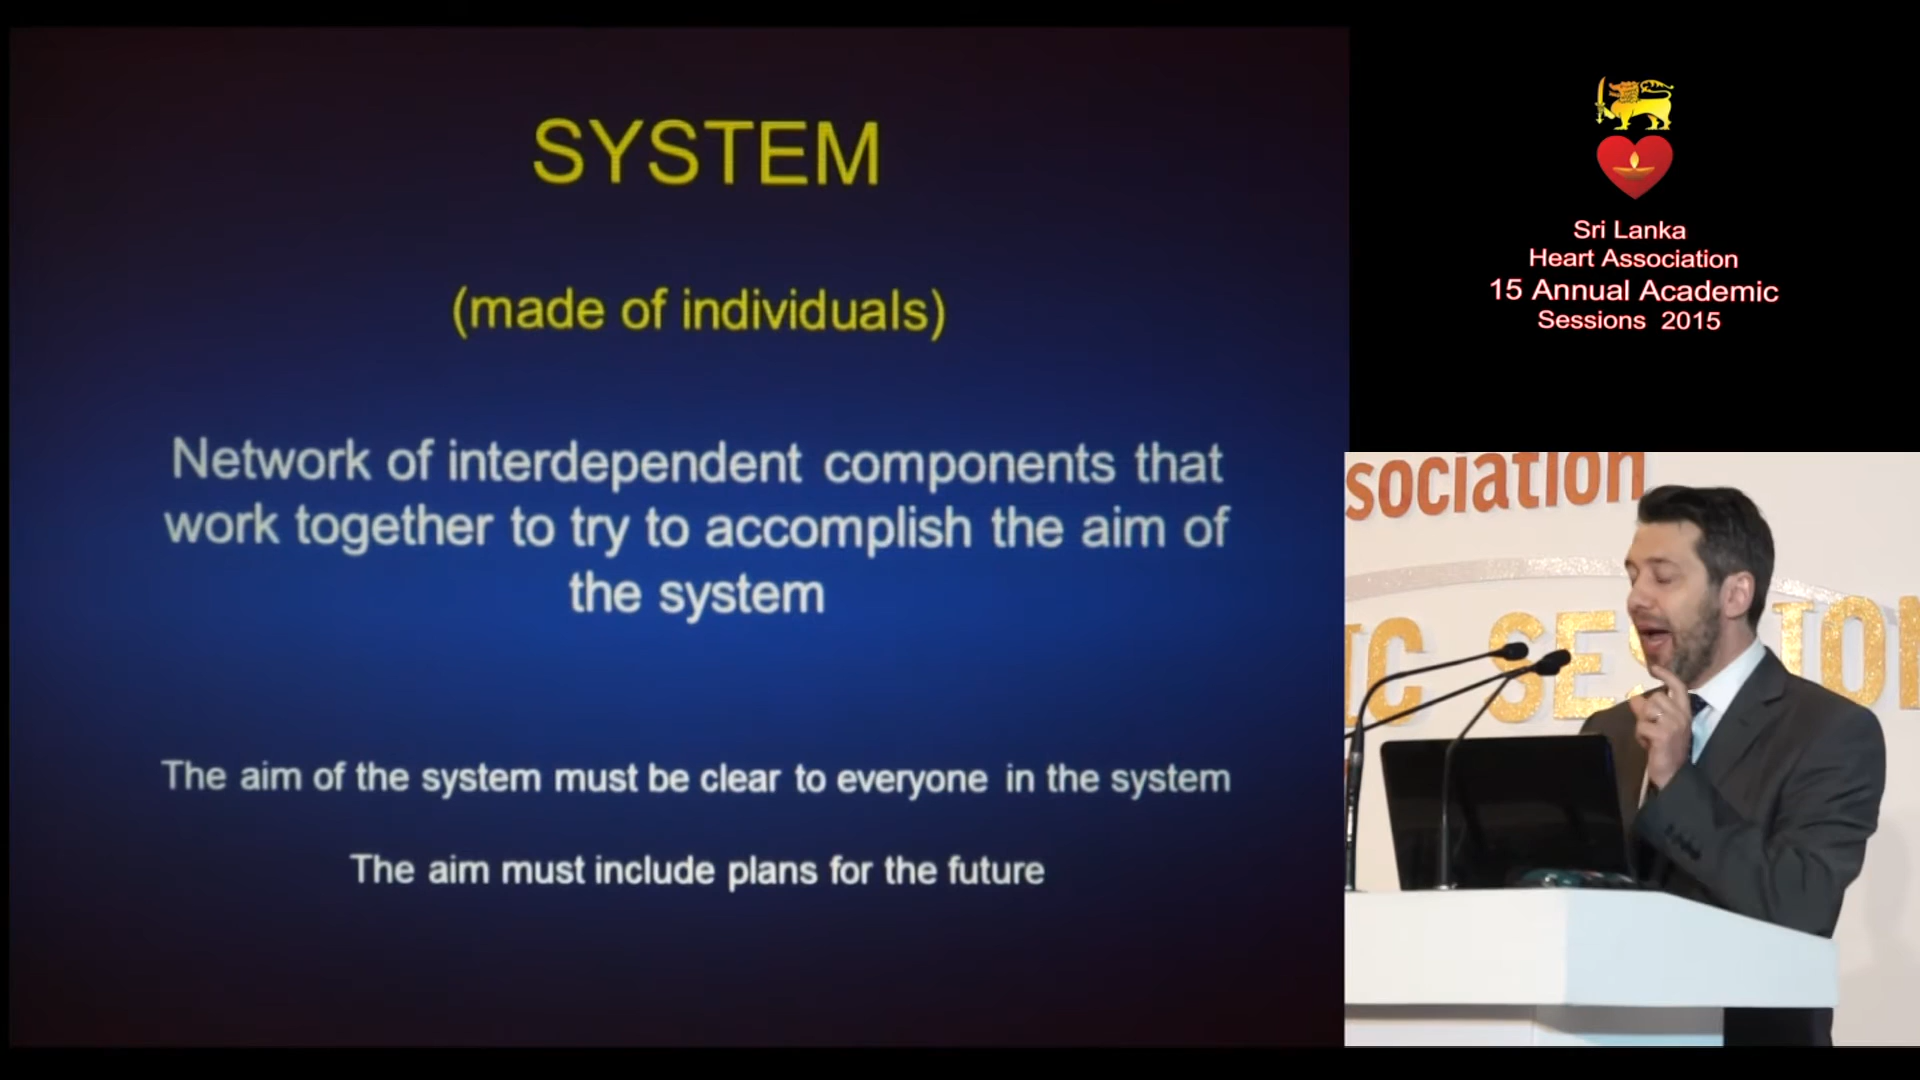 SYSTEM
(made of individuals)
Network of interdependent components that
work together to try to accomplish the aim of
the system
The aim of the system must be clear to everyone in the system
The aim must include plans for the future
Sri Lanka
Heart Association
15 Annual Academic
Sessions 2015
sociation
IC SESSION